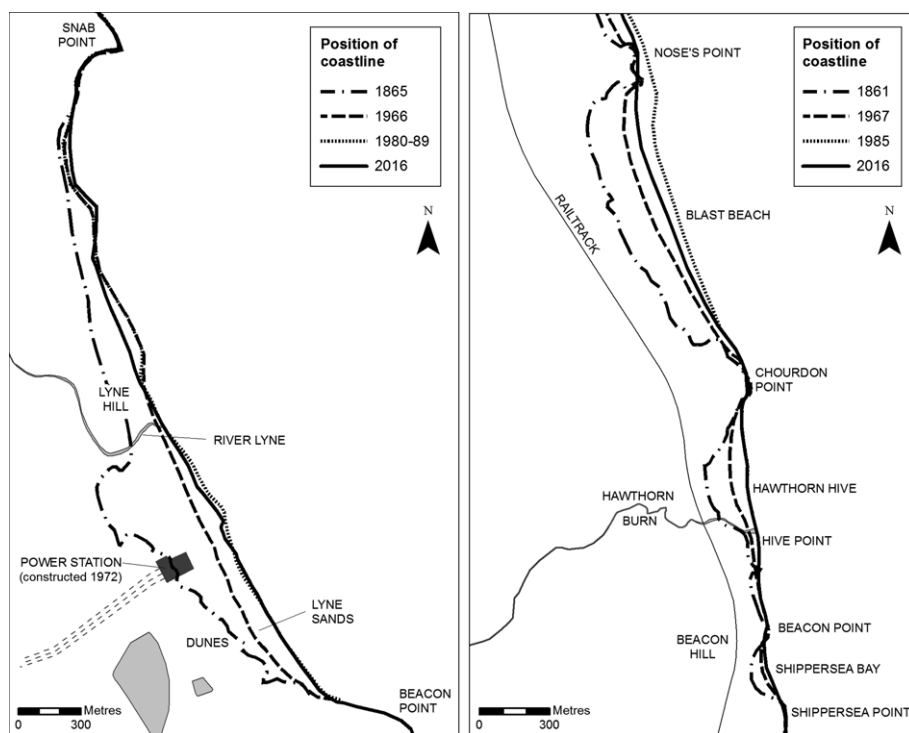 SNAB
POINT
Position of
coastline
1865
1966
1980-89
2016
N
LYNE
HILL
RIVER LYNE
POWER STATION
(constructed 1972)
LYNE
SANDS
DUNES
BEACON
POINT
Metres
0
300
NOSE'S POINT
Position of
coastline
1861
1967
1985
2016
N
RAILTRACK
BLAST BEACH
CHOURDON
POINT
HAWTHORN HIVE
HAWTHORN
BURN
HIVE POINT
BEACON POINT
BEACON
HILL
SHIPPERSEA BAY
SHIPPERSEA POINT
Metres
0
300